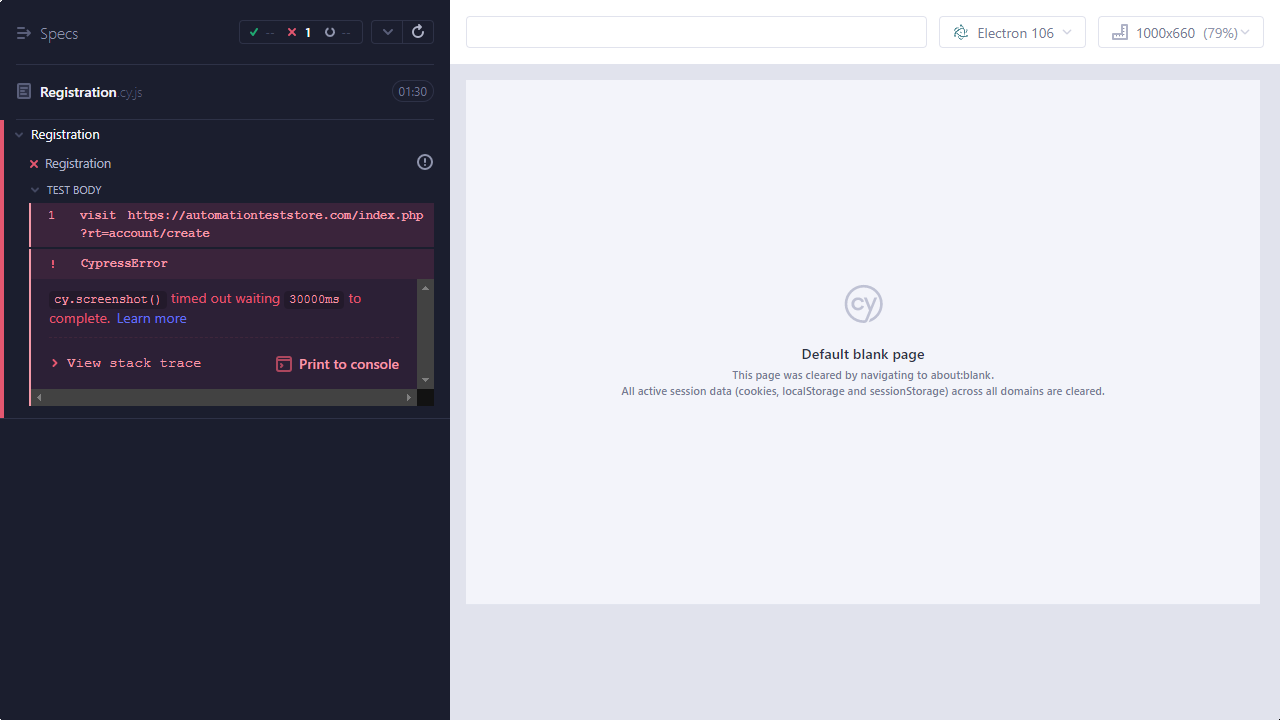 Specs
-- 1 --
Registration.cy.js 01:30
Registration
Registration
TEST BODY
1 visit https://automationteststore.com/index.php
?rt=account/create
! CypressError
cy.screenshot() timed out waiting 30000ms to
complete. Learn more
View stack trace
Print to console
Electron 106
1000x660 (79%)
cy
Default blank page
This page was cleared by navigating to about:blank.
All active session data (cookies, localStorage and sessionStorage) across all domains are cleared.